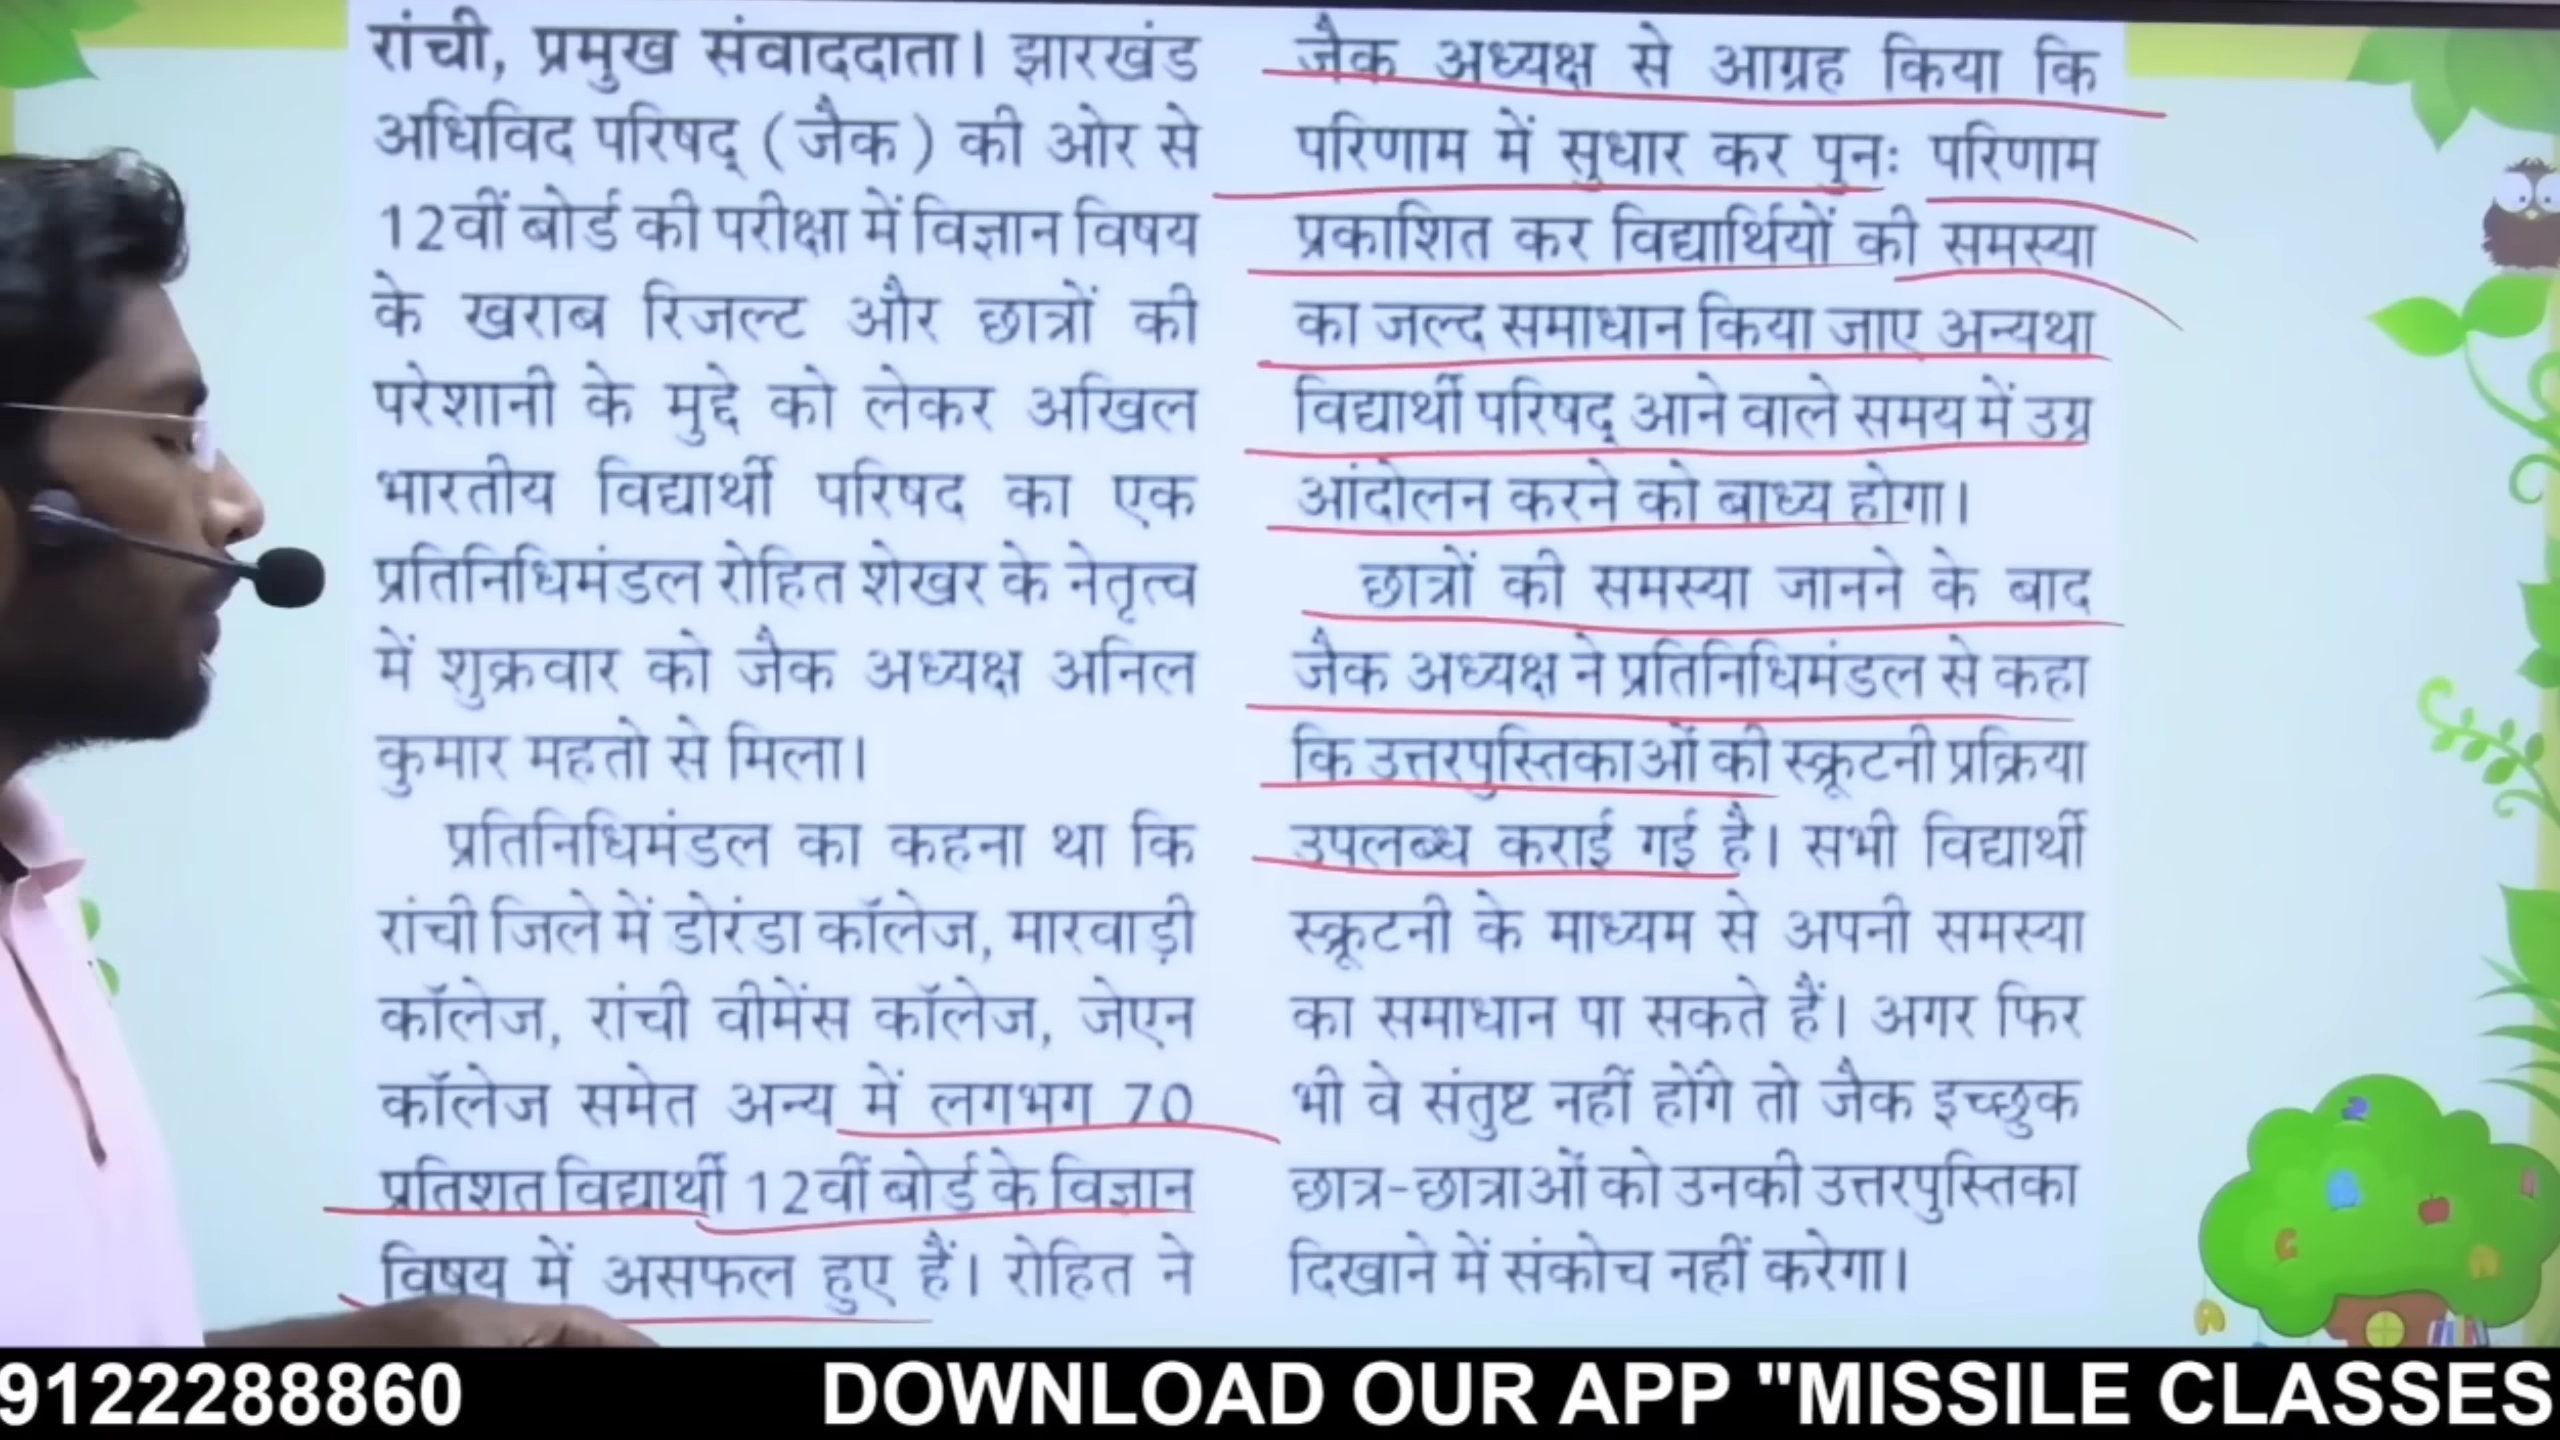 रांची, प्रमुख संवाददाता। झारखंड
अधिविद परिषद् (जैक) की ओर से
12वीं बोर्ड की परीक्षा में विज्ञान विषय
के खराब रिजल्ट और छात्रों की
परेशानी के मुद्दे को लेकर अखिल
भारतीय विद्यार्थी परिषद का एक
प्रतिनिधिमंडल रोहित शेखर के नेतृत्व
में शुक्रवार को जैक अध्यक्ष अनिल
कुमार महतो से मिला।
प्रतिनिधिमंडल का कहना था कि
रांची जिले में डोरंडा कॉलेज, मारवाड़ी
कॉलेज, रांची वीमेंस कॉलेज, जेएन
कॉलेज समेत अन्य में लगभग 70
प्रतिशत विद्यार्थी 12वीं बोर्ड के विज्ञान
विषय में असफल हुए हैं। रोहित ने
जैक अध्यक्ष से आग्रह किया कि
परिणाम में सुधार कर पुनः परिणाम
प्रकाशित कर विद्यार्थियों की समस्या
का जल्द समाधान किया जाए अन्यथा
विद्यार्थी परिषद् आने वाले समय में उग्र
आंदोलन करने को बाध्य होगा।
छात्रों की समस्या जानने के बाद
जैक अध्यक्ष ने प्रतिनिधिमंडल से कहा
कि उत्तरपुस्तिकाओं की स्क्रूटनी प्रक्रिया
उपलब्ध कराई गई है। सभी विद्यार्थी
स्क्रूटनी के माध्यम से अपनी समस्या
का समाधान पा सकते हैं। अगर फिर
भी वे संतुष्ट नहीं होंगे तो जैक इच्छुक
छात्र-छात्राओं को उनकी उत्तरपुस्तिका
दिखाने में संकोच नहीं करेगा।
9122288860 DOWNLOAD OUR APP "MISSILE CLASSES